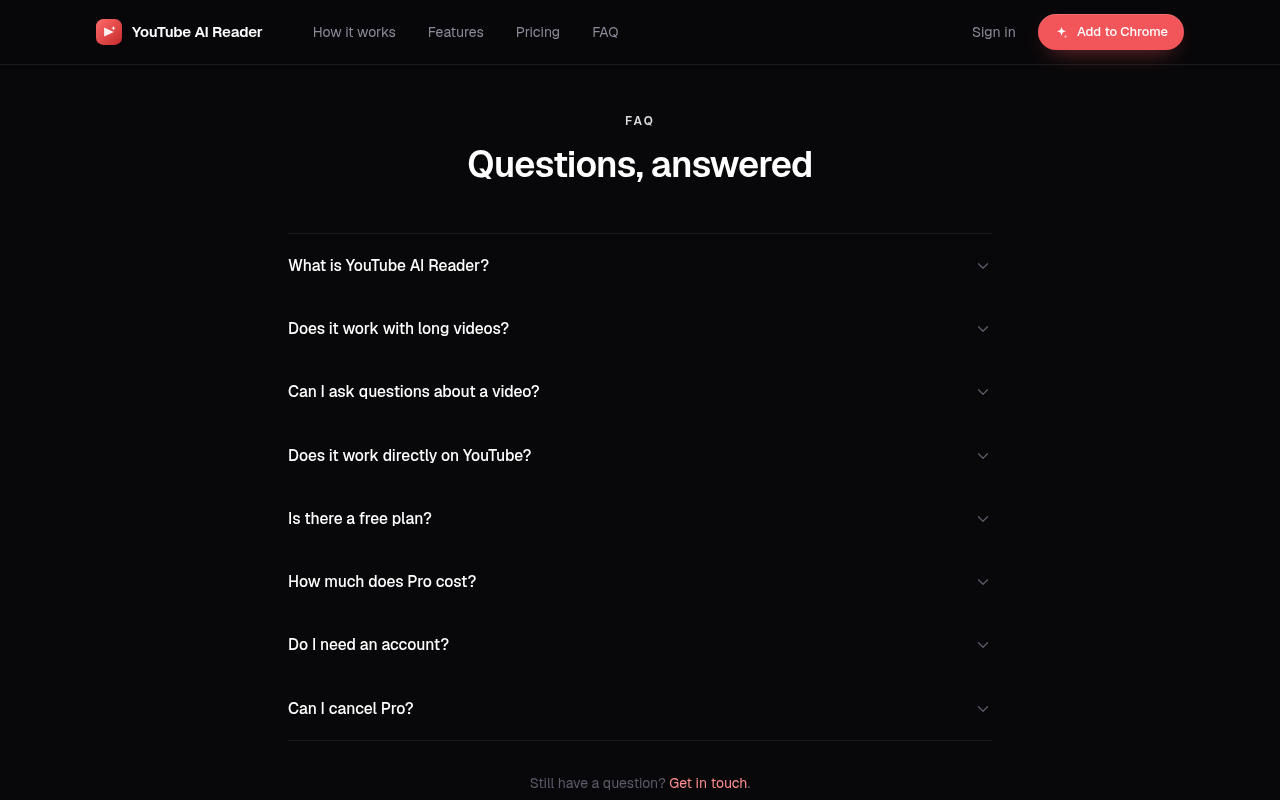 YouTube AI Reader
How it works
Features
Pricing
FAQ
Sign in
Add to Chrome
FAQ
Questions, answered
What is YouTube AI Reader?
Does it work with long videos?
Can I ask questions about a video?
Does it work directly on YouTube?
Is there a free plan?
How much does Pro cost?
Do I need an account?
Can I cancel Pro?
Still have a question? Get in touch.